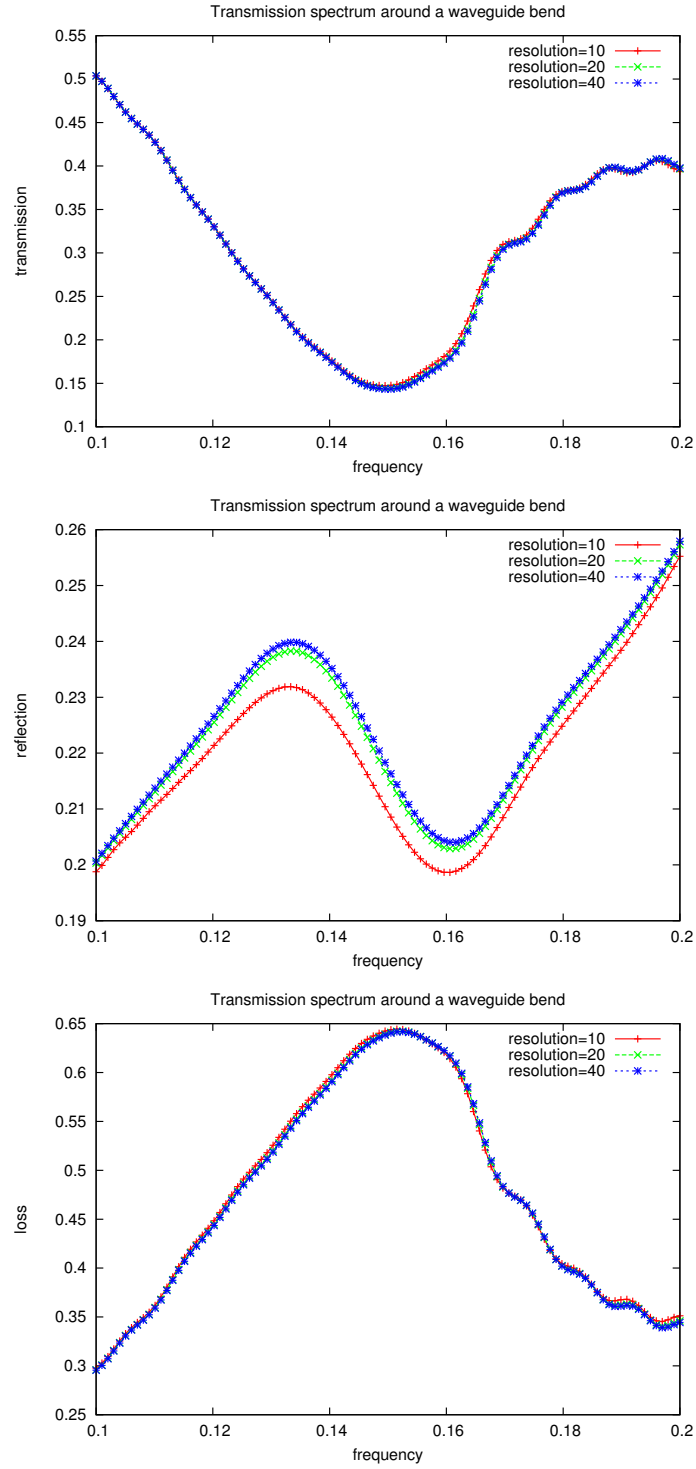 Transmission spectrum around a waveguide bend
0.55
0.5
0.45
0.4
0.35
0.3
0.25
0.2
0.15
0.1
transmission
resolution=10
resolution=20
resolution=40
0.1 0.12 0.14 0.16 0.18 0.2
frequency
Transmission spectrum around a waveguide bend
0.26
0.25
0.24
0.23
0.22
0.21
0.2
0.19
reflection
resolution=10
resolution=20
resolution=40
0.1 0.12 0.14 0.16 0.18 0.2
frequency
Transmission spectrum around a waveguide bend
0.65
0.6
0.55
0.5
0.45
0.4
0.35
0.3
0.25
loss
resolution=10
resolution=20
resolution=40
0.1 0.12 0.14 0.16 0.18 0.2
frequency